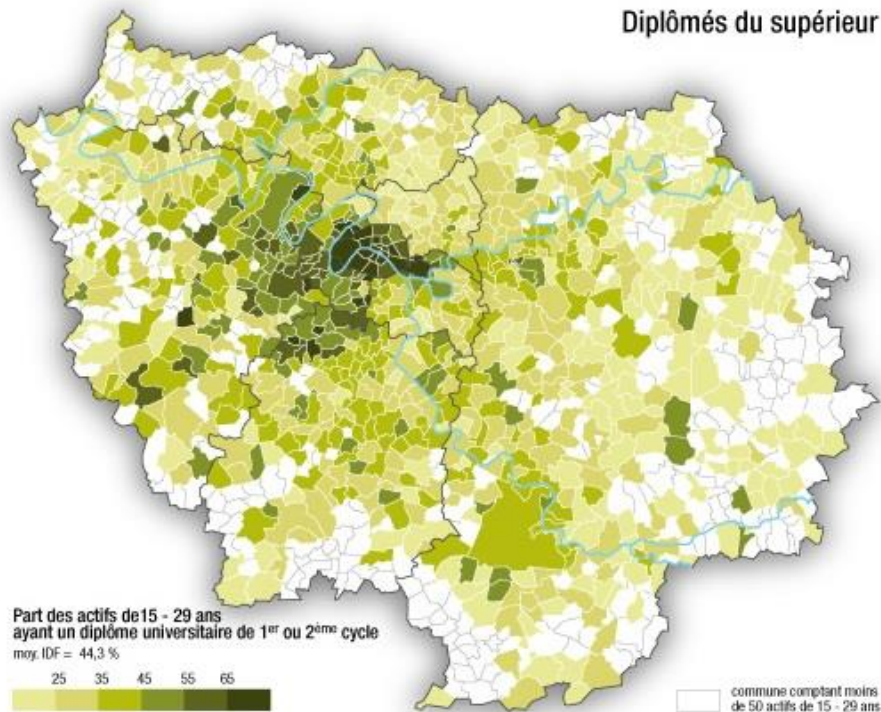 Diplômés du supérieur
Part des actifs de15 - 29 ans
ayant un diplôme universitaire de 1er ou 2ème cycle
moy. IDF = 44,3 %
25 35 45 55 65
commune comptant moins
de 50 actifs de 15 - 29 ans